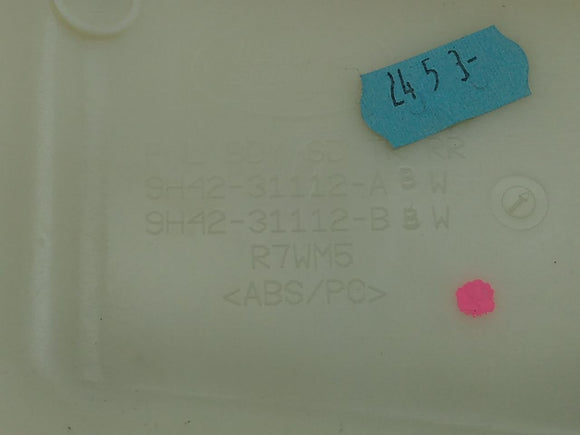 2453-
9H42-31112-A B W
9H42-31112-B B W
R7WM5
<ABS/PC>